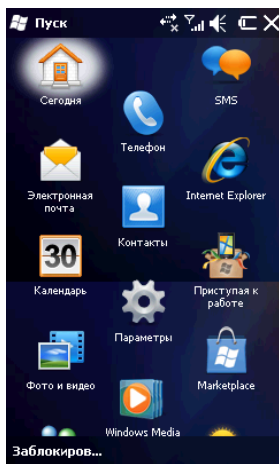 Пуск
Сегодня
SMS
Телефон
Электронная
почта
Internet Explorer
Контакты
30
Календарь
Приступая к
работе
Параметры
Фото и видео
Marketplace
Windows Media
Заблокиров...